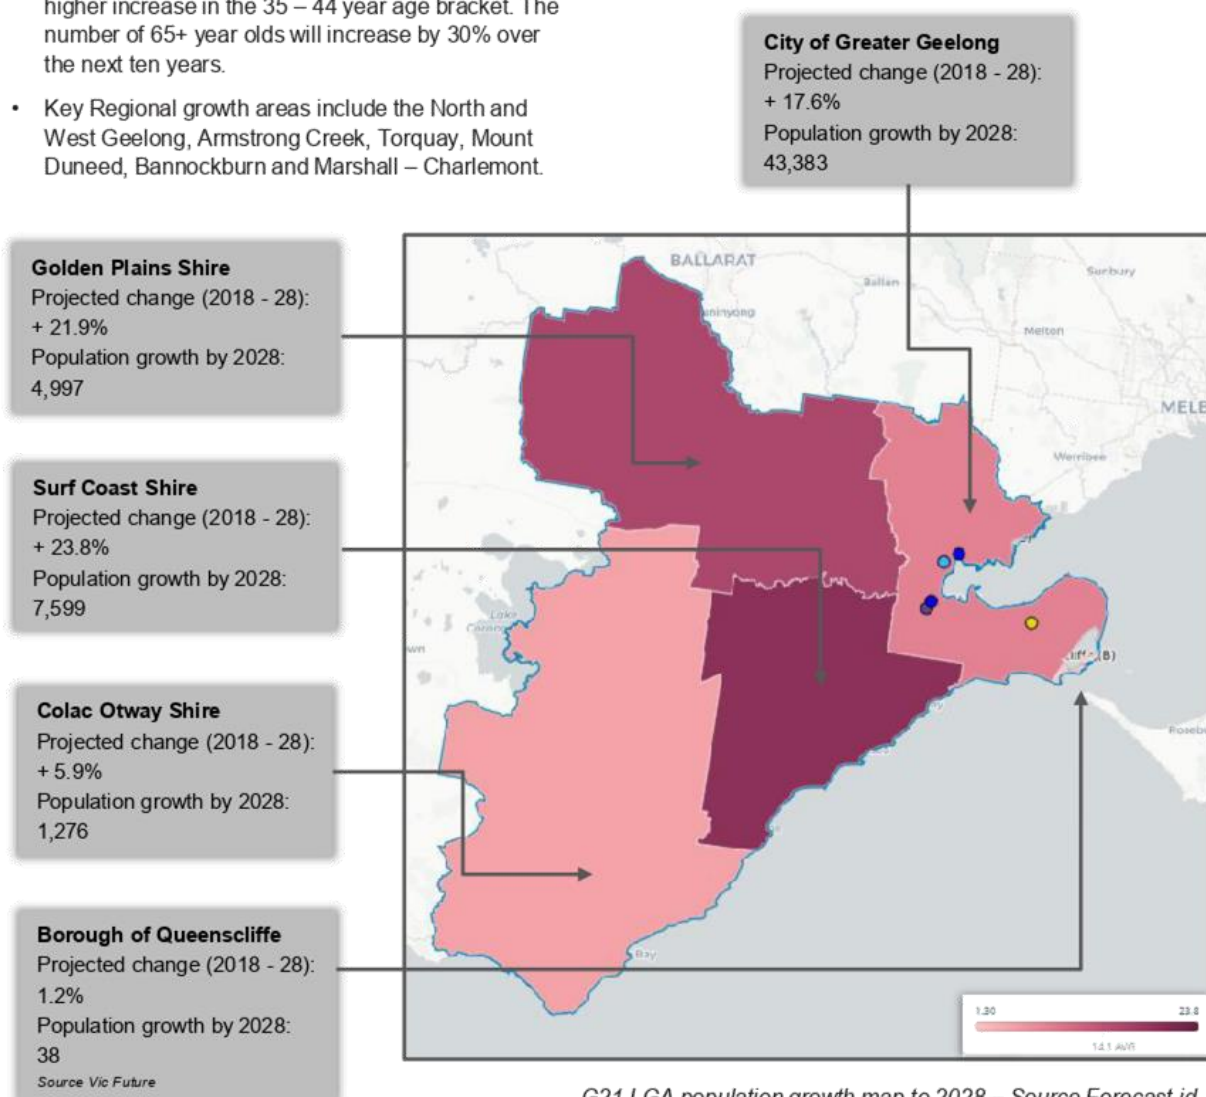 higher increase in the 35 – 44 year age bracket. The
number of 65+ year olds will increase by 30% over
the next ten years.
• Key Regional growth areas include the North and
West Geelong, Armstrong Creek, Torquay, Mount
Duneed, Bannockburn and Marshall – Charlemont.
City of Greater Geelong
Projected change (2018 - 28):
+ 17.6%
Population growth by 2028:
43,383
Golden Plains Shire
Projected change (2018 - 28):
+ 21.9%
Population growth by 2028:
4,997
Surf Coast Shire
Projected change (2018 - 28):
+ 23.8%
Population growth by 2028:
7,599
Colac Otway Shire
Projected change (2018 - 28):
+ 5.9%
Population growth by 2028:
1,276
Borough of Queenscliffe
Projected change (2018 - 28):
1.2%
Population growth by 2028:
38
Source Vic Future
BALLARAT
Ballan
Sunbury
Melton
MELB
Werribee
Lake
Bay
1.30
23.8
14.1 AVG
G21 LGA population growth map to 2028 – Source Forecast id